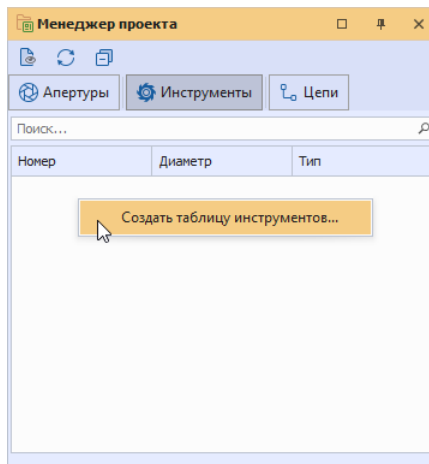 Менеджер проекта
Апертуры Инструменты Цепи
Поиск...
Номер Диаметр Тип
Создать таблицу инструментов...